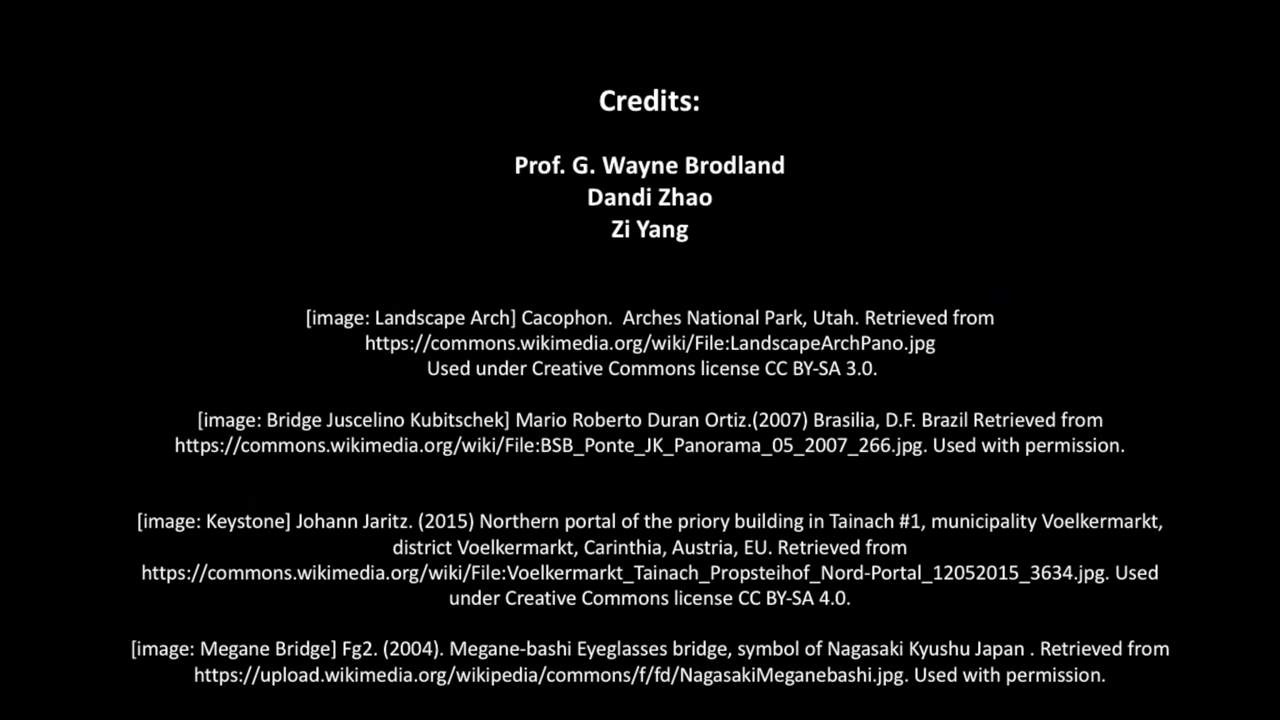 Credits:
Prof. G. Wayne Brodland
Dandi Zhao
Zi Yang
[image: Landscape Arch] Cacophon.  Arches National Park, Utah. Retrieved from
https://commons.wikimedia.org/wiki/File:LandscapeArchPano.jpg
Used under Creative Commons license CC BY-SA 3.0.
[image: Bridge Juscelino Kubitschek] Mario Roberto Duran Ortiz.(2007) Brasilia, D.F. Brazil Retrieved from
https://commons.wikimedia.org/wiki/File:BSB_Ponte_JK_Panorama_05_2007_266.jpg. Used with permission.
[image: Keystone] Johann Jaritz. (2015) Northern portal of the priory building in Tainach #1, municipality Voelkermarkt,
district Voelkermarkt, Carinthia, Austria, EU. Retrieved from
https://commons.wikimedia.org/wiki/File:Voelkermarkt_Tainach_Propsteihof_Nord-Portal_12052015_3634.jpg. Used
under Creative Commons license CC BY-SA 4.0.
[image: Megane Bridge] Fg2. (2004). Megane-bashi Eyeglasses bridge, symbol of Nagasaki Kyushu Japan . Retrieved from
https://upload.wikimedia.org/wikipedia/commons/f/fd/NagasakiMeganebashi.jpg. Used with permission.